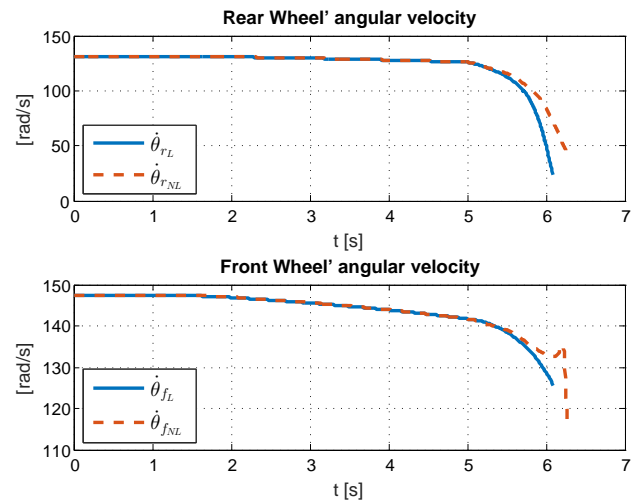 Rear Wheel' angular velocity
150
100
50
0
[rad/s]
θ̇_{r_L}
θ̇_{r_{NL}}
0 1 2 3 4 5 6 7
t [s]
Front Wheel' angular velocity
150
140
130
120
110
[rad/s]
θ̇_{f_L}
θ̇_{f_{NL}}
0 1 2 3 4 5 6 7
t [s]